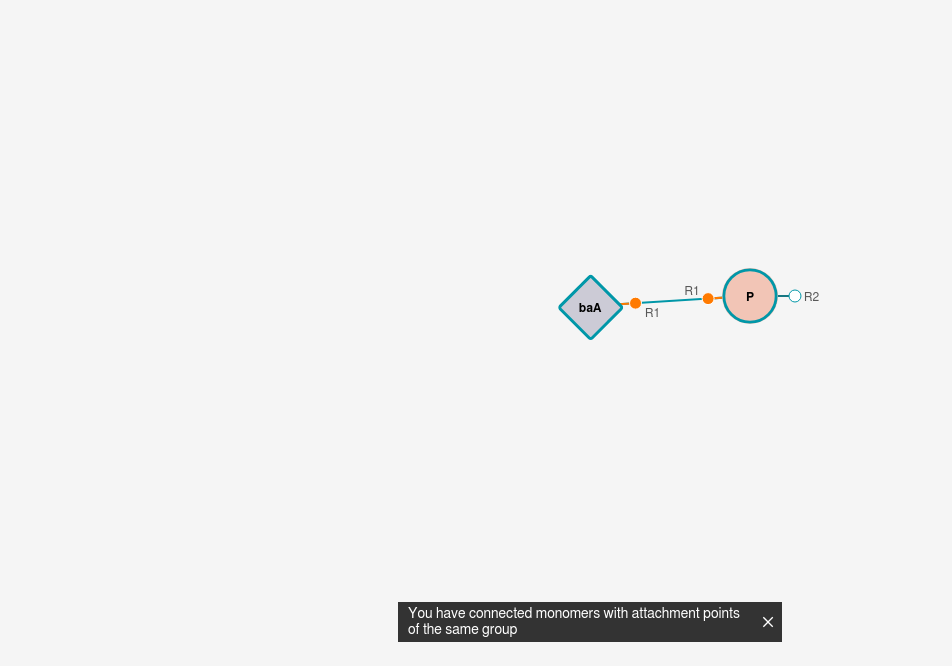 R1
P
R2
baA
R1
You have connected monomers with attachment points
of the same group